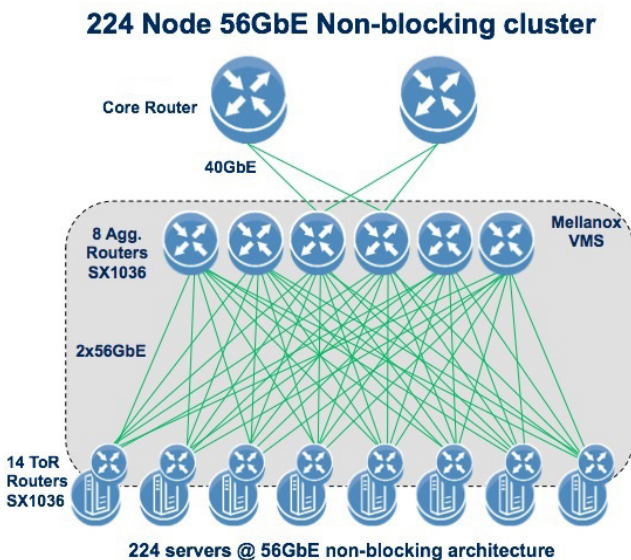 224 Node 56GbE Non-blocking cluster
Core Router
40GbE
8 Agg.
Routers
SX1036
Mellanox
VMS
2x56GbE
14 ToR
Routers
SX1036
224 servers @ 56GbE non-blocking architecture